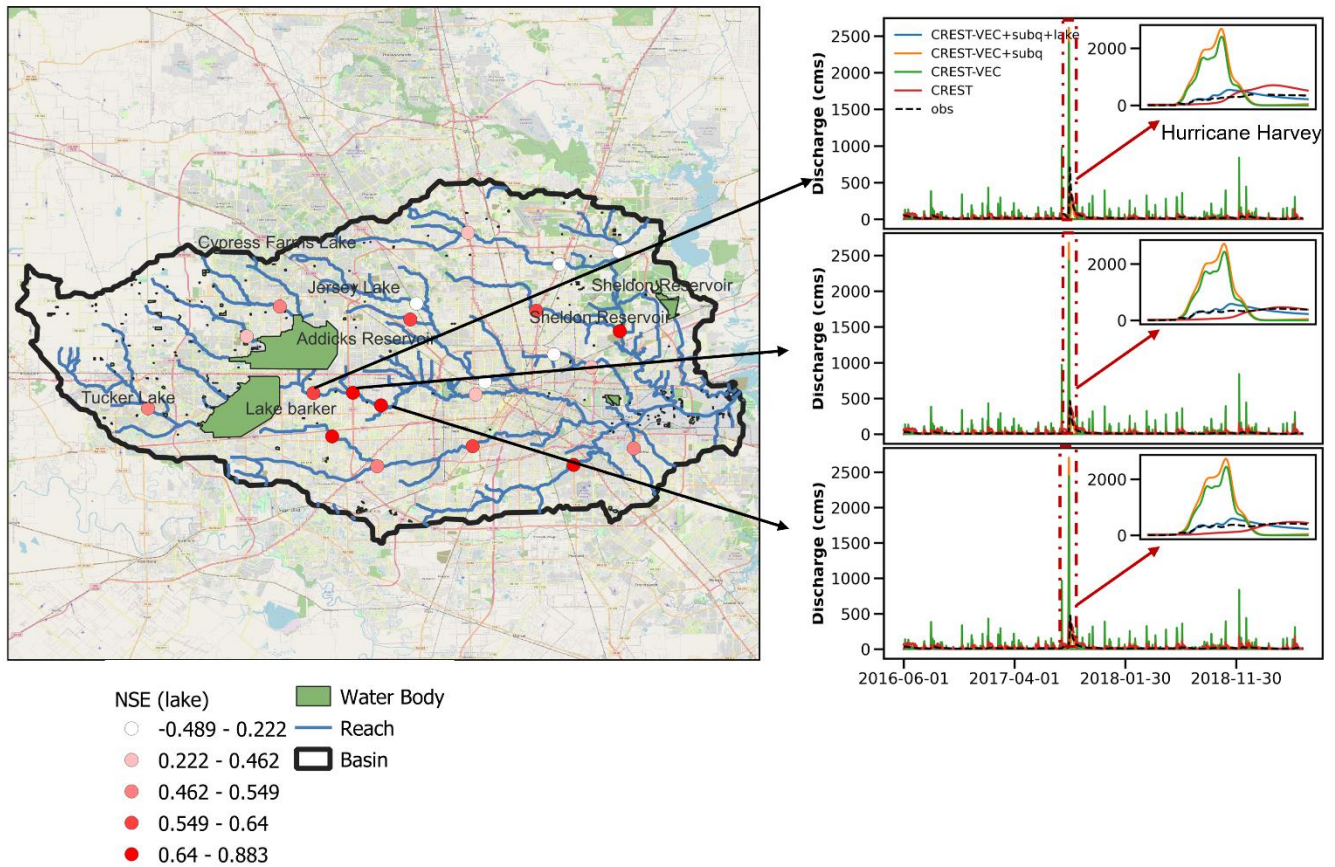 Cypress Farms Lake
Jersey Lake
Sheldon Reservoir
Addicks Reservoir
Sheldon Reservoir
Tucker Lake
Lake barker
NSE (lake)
-0.489 - 0.222
0.222 - 0.462
0.462 - 0.549
0.549 - 0.64
0.64 - 0.883
Water Body
Reach
Basin
Discharge (cms)
2500
2000
1500
1000
500
0
CREST-VEC+subq+lake
CREST-VEC+subq
CREST-VEC
CREST
obs
2000
0
Hurricane Harvey
Discharge (cms)
2500
2000
1500
1000
500
0
2000
0
Discharge (cms)
2500
2000
1500
1000
500
0
2000
0
2016-06-01
2017-04-01
2018-01-30
2018-11-30